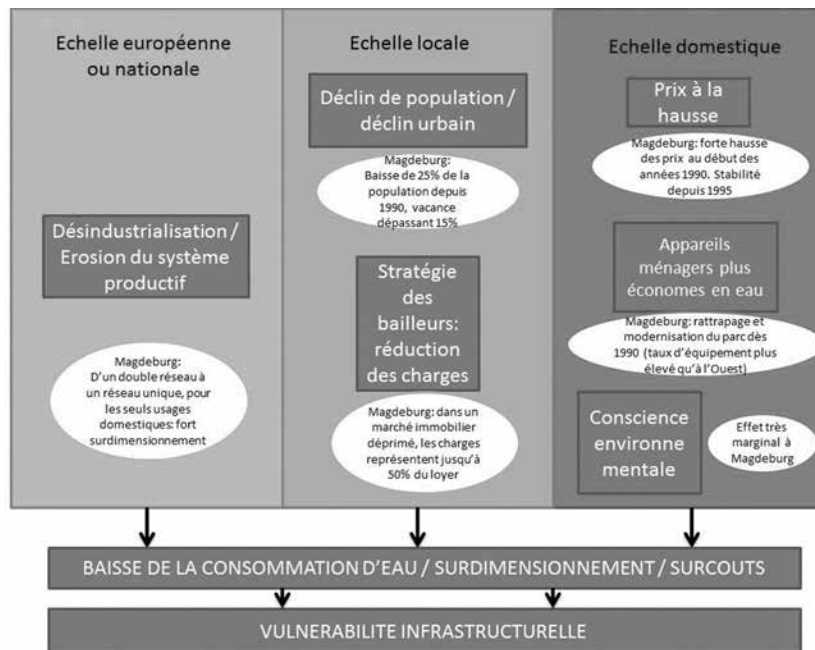 Echelle européenne
ou nationale
Désindustrialisation /
Erosion du système
productif
Magdeburg:
D'un double réseau à
un réseau unique, pour
les seuls usages
domestiques: fort
surdimensionnement
Echelle locale
Déclin de population /
déclin urbain
Magdeburg:
Baisse de 25% de la
population depuis
1990, vacance
dépassant 15%
Stratégie
des
bailleurs:
réduction
des charges
Magdeburg: dans un
marché immobilier
déprimé, les charges
représentent jusqu'à
50% du loyer
Echelle domestique
Prix à la
hausse
Magdeburg: forte hausse
des prix au début des
années 1990. Stabilité
depuis 1995
Appareils
ménagers plus
économes en eau
Magdeburg: rattrapage et
modernisation du parc dès
1990 (taux d'équipement plus
élevé qu'à l'Ouest)
Conscience
environne
mentale
Effet très
marginal à
Magdeburg
BAISSE DE LA CONSOMMATION D'EAU / SURDIMENSIONNEMENT / SURCOUTS
VULNERABILITE INFRASTRUCTURELLE